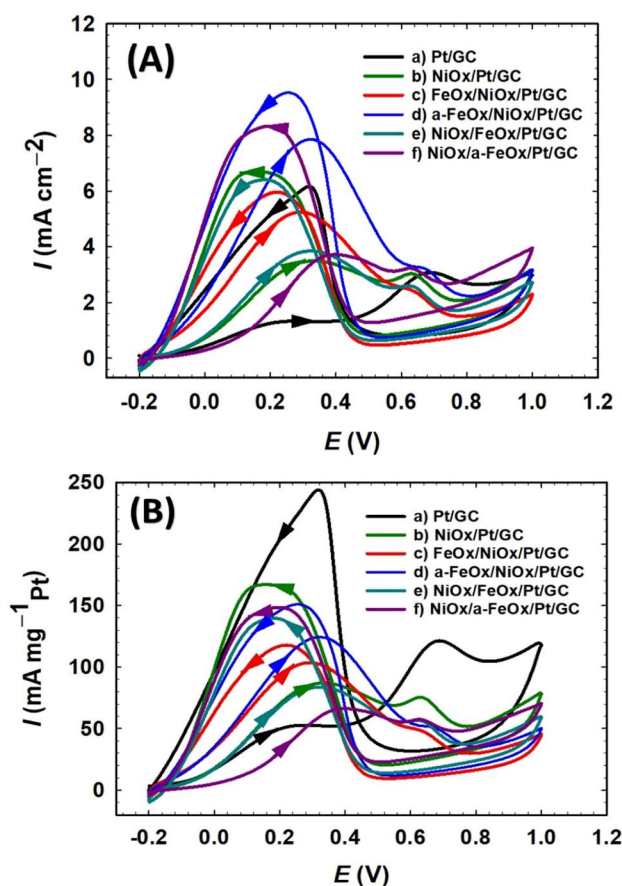 (A)
12
10
8
6
4
2
0
I (mA cm−2)
a) Pt/GC
b) NiOx/Pt/GC
c) FeOx/NiOx/Pt/GC
d) a-FeOx/NiOx/Pt/GC
e) NiOx/FeOx/Pt/GC
f) NiOx/a-FeOx/Pt/GC
-0.2 0.0 0.2 0.4 0.6 0.8 1.0 1.2
E (V)
(B)
250
200
150
100
50
0
I (mA mg−1 Pt)
a) Pt/GC
b) NiOx/Pt/GC
c) FeOx/NiOx/Pt/GC
d) a-FeOx/NiOx/Pt/GC
e) NiOx/FeOx/Pt/GC
f) NiOx/a-FeOx/Pt/GC
-0.2 0.0 0.2 0.4 0.6 0.8 1.0 1.2
E (V)